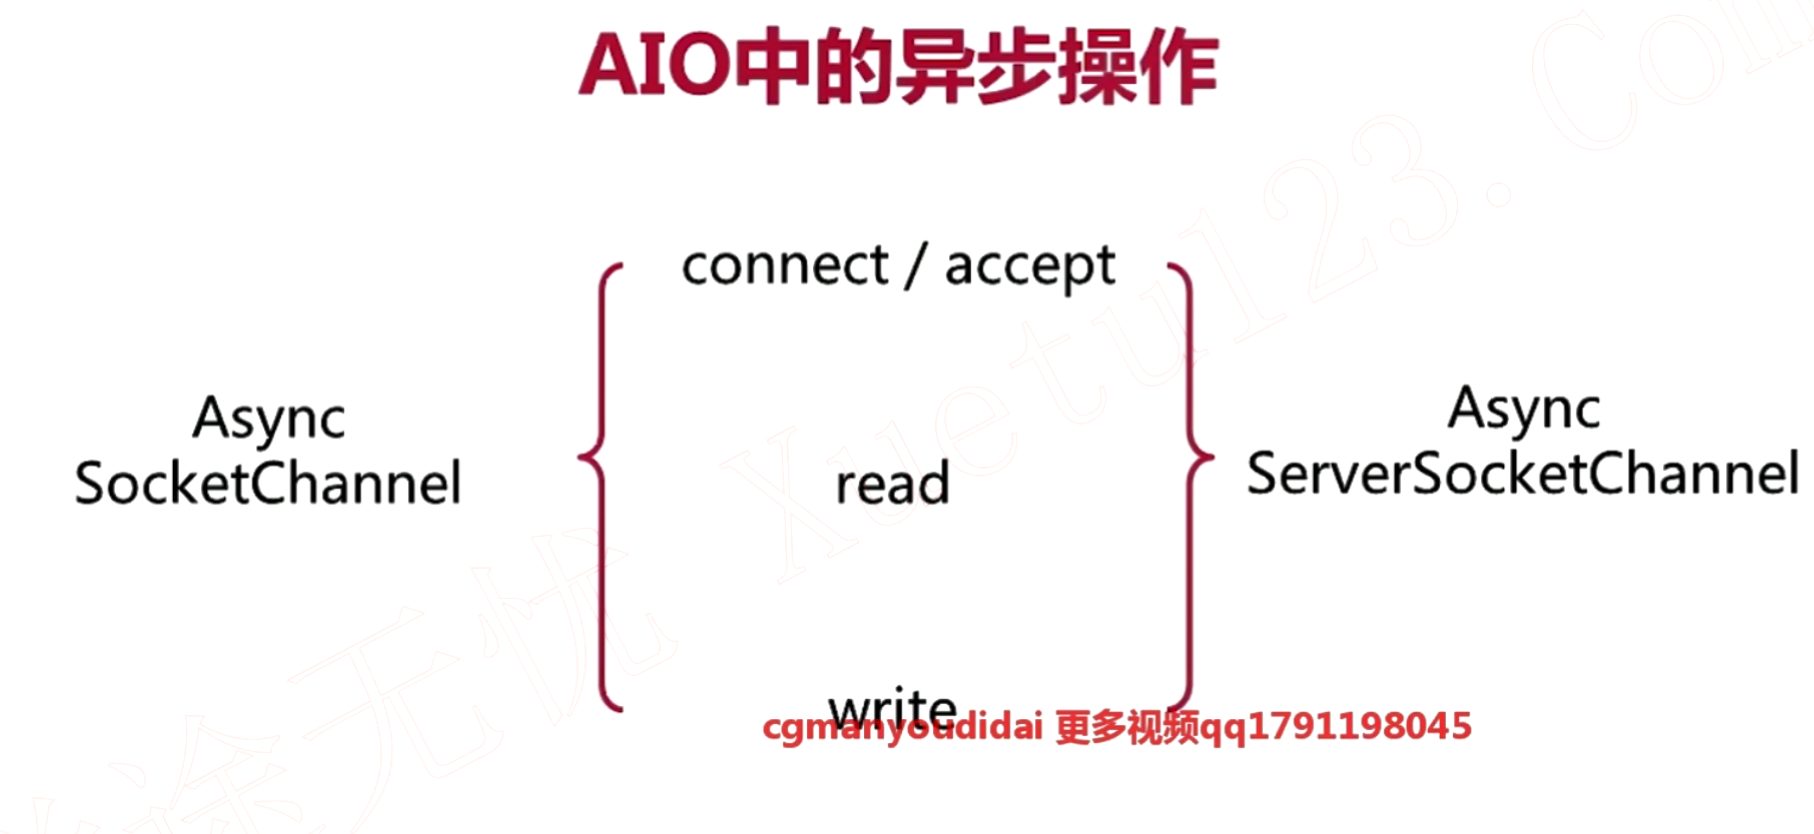 AIO中的异步操作
connect / accept
Async
SocketChannel
read
Async
ServerSocketChannel
write
cgmanyoudidai 更多视频qq1791198045
途无忧 Xuetu123.Com